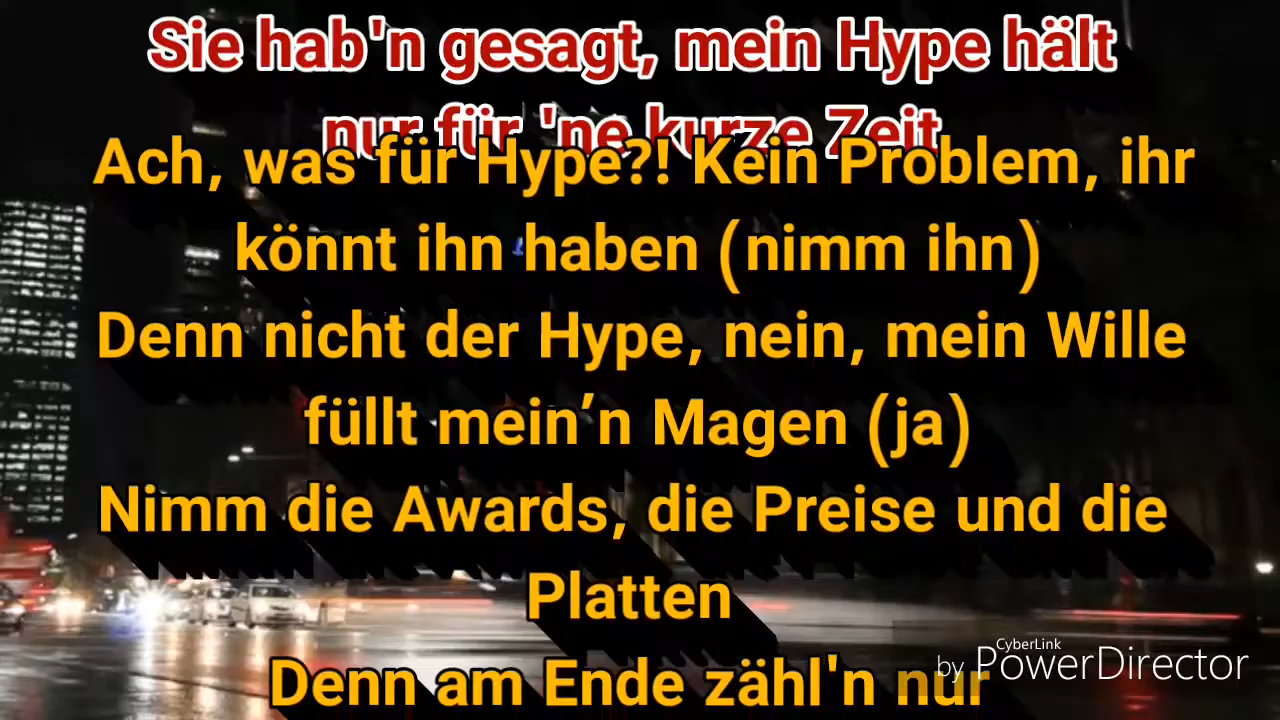 Sie hab'n gesagt, mein Hype hält
nur für 'ne kurze Zeit
Ach, was für Hype?! Kein Problem, ihr
könnt ihn haben (nimm ihn)
Denn nicht der Hype, nein, mein Wille
füllt mein’n Magen (ja)
Nimm die Awards, die Preise und die
Platten
Denn am Ende zähl'n nur
CyberLink
by PowerDirector